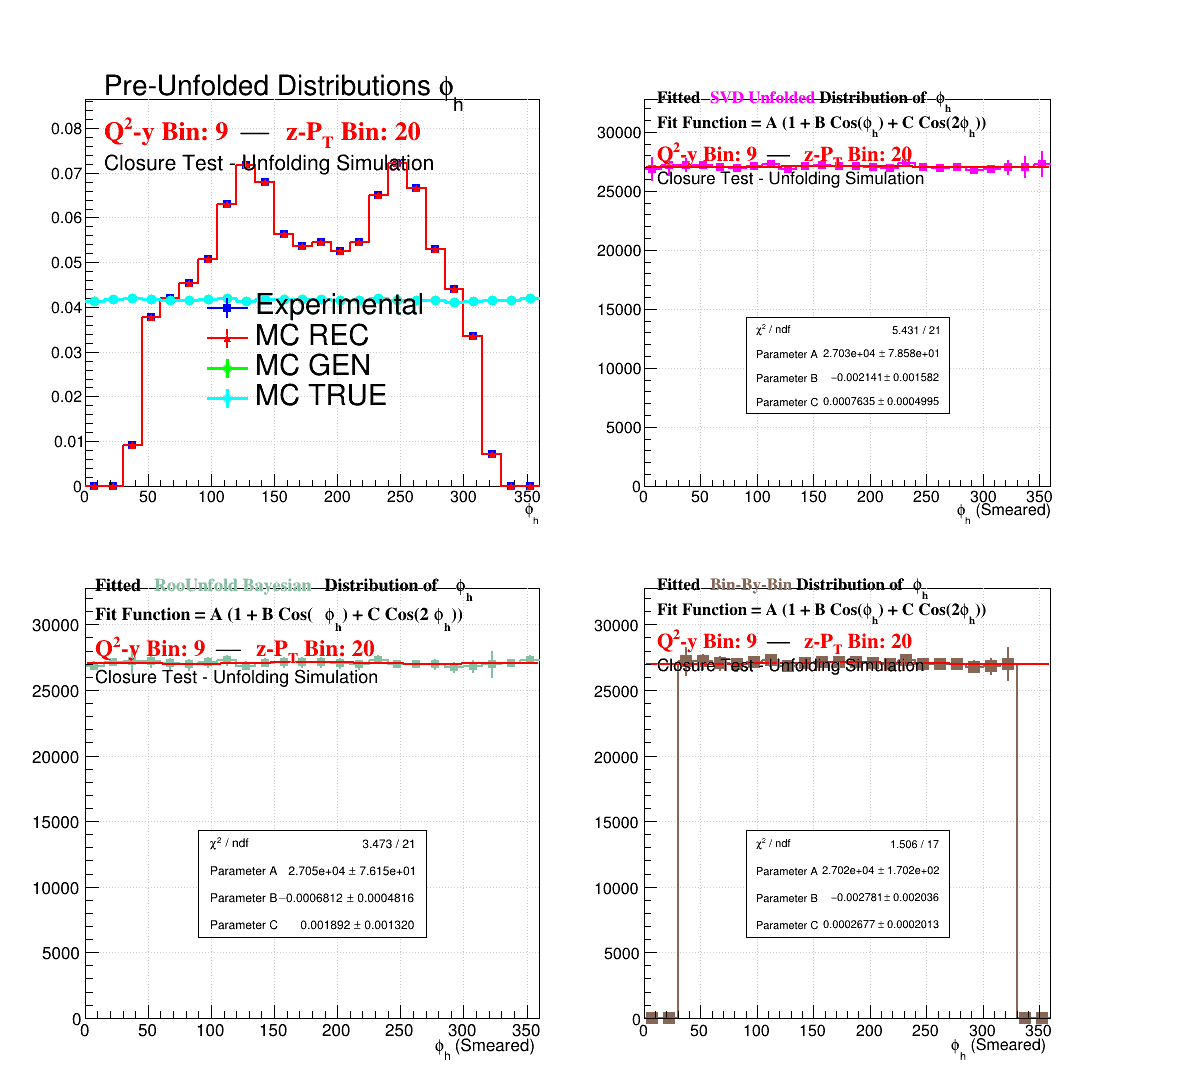 Pre-Unfolded Distributions ϕh
Q2-y Bin: 9 — z-PT Bin: 20
Closure Test - Unfolding Simulation
0.08
0.07
0.06
0.05
0.04
0.03
0.02
0.01
0
Experimental
MC REC
MC GEN
MC TRUE
0 50 100 150 200 250 300 350
ϕh
Fitted SVD Unfolded Distribution of ϕh
Fit Function = A (1 + B Cos(ϕh) + C Cos(2ϕh))
Q2-y Bin: 9 — z-PT Bin: 20
Closure Test - Unfolding Simulation
30000
25000
20000
15000
10000
5000
0
χ2 / ndf 5.431 / 21
Parameter A 2.703e+04 ± 7.858e+01
Parameter B −0.002141 ± 0.001582
Parameter C 0.0007635 ± 0.0004995
0 50 100 150 200 250 300 350
ϕh (Smeared)
Fitted RooUnfold Bayesian Distribution of ϕh
Fit Function = A (1 + B Cos( ϕh) + C Cos(2 ϕh))
Q2-y Bin: 9 — z-PT Bin: 20
Closure Test - Unfolding Simulation
30000
25000
20000
15000
10000
5000
0
χ2 / ndf 3.473 / 21
Parameter A 2.705e+04 ± 7.615e+01
Parameter B −0.0006812 ± 0.0004816
Parameter C 0.001892 ± 0.001320
0 50 100 150 200 250 300 350
ϕh (Smeared)
Fitted Bin-By-Bin Distribution of ϕh
Fit Function = A (1 + B Cos(ϕh) + C Cos(2ϕh))
Q2-y Bin: 9 — z-PT Bin: 20
Closure Test - Unfolding Simulation
30000
25000
20000
15000
10000
5000
0
χ2 / ndf 1.506 / 17
Parameter A 2.702e+04 ± 1.702e+02
Parameter B −0.002781 ± 0.002036
Parameter C 0.0002677 ± 0.0002013
0 50 100 150 200 250 300 350
ϕh (Smeared)